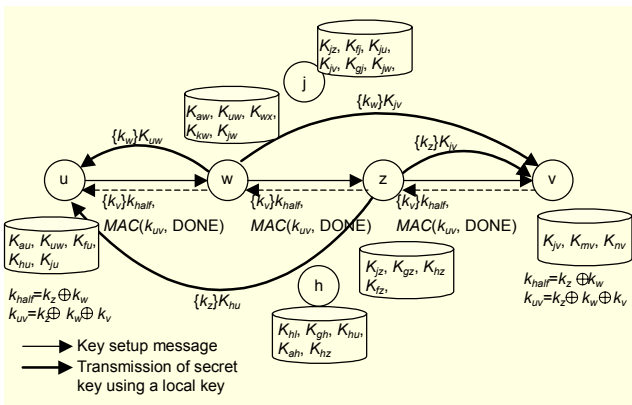 K_jz, K_fj, K_ju,
K_jv, K_gj, K_jw,
j
K_aw, K_uw, K_wx,
K_kw, K_jw
{k_w}K_jv
{k_w}K_uw
{k_z}K_jv
u
w
z
v
{k_v}k_half,
MAC(k_uv, DONE)
{k_v}k_half,
MAC(k_uv, DONE)
{k_v}k_half,
MAC(k_uv, DONE)
K_au, K_uw, K_fu,
K_hu, K_ju
K_jv, K_mv, K_nv
K_jz, K_gz, K_hz
K_fz,
k_half=k_z⊕k_w
k_uv=k_z⊕ k_w⊕ k_v
{k_z}K_hu
h
k_half=k_z ⊕k_w
k_uv=k_z⊕ k_w⊕ k_v
K_hl, K_gh, K_hu,
K_ah, K_hz
Key setup message
Transmission of secret
key using a local key